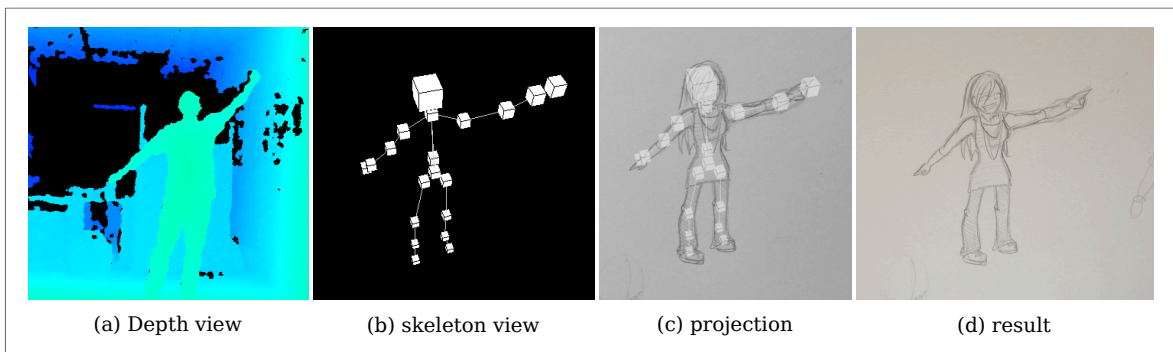 (a) Depth view
(b) skeleton view
(c) projection
(d) result